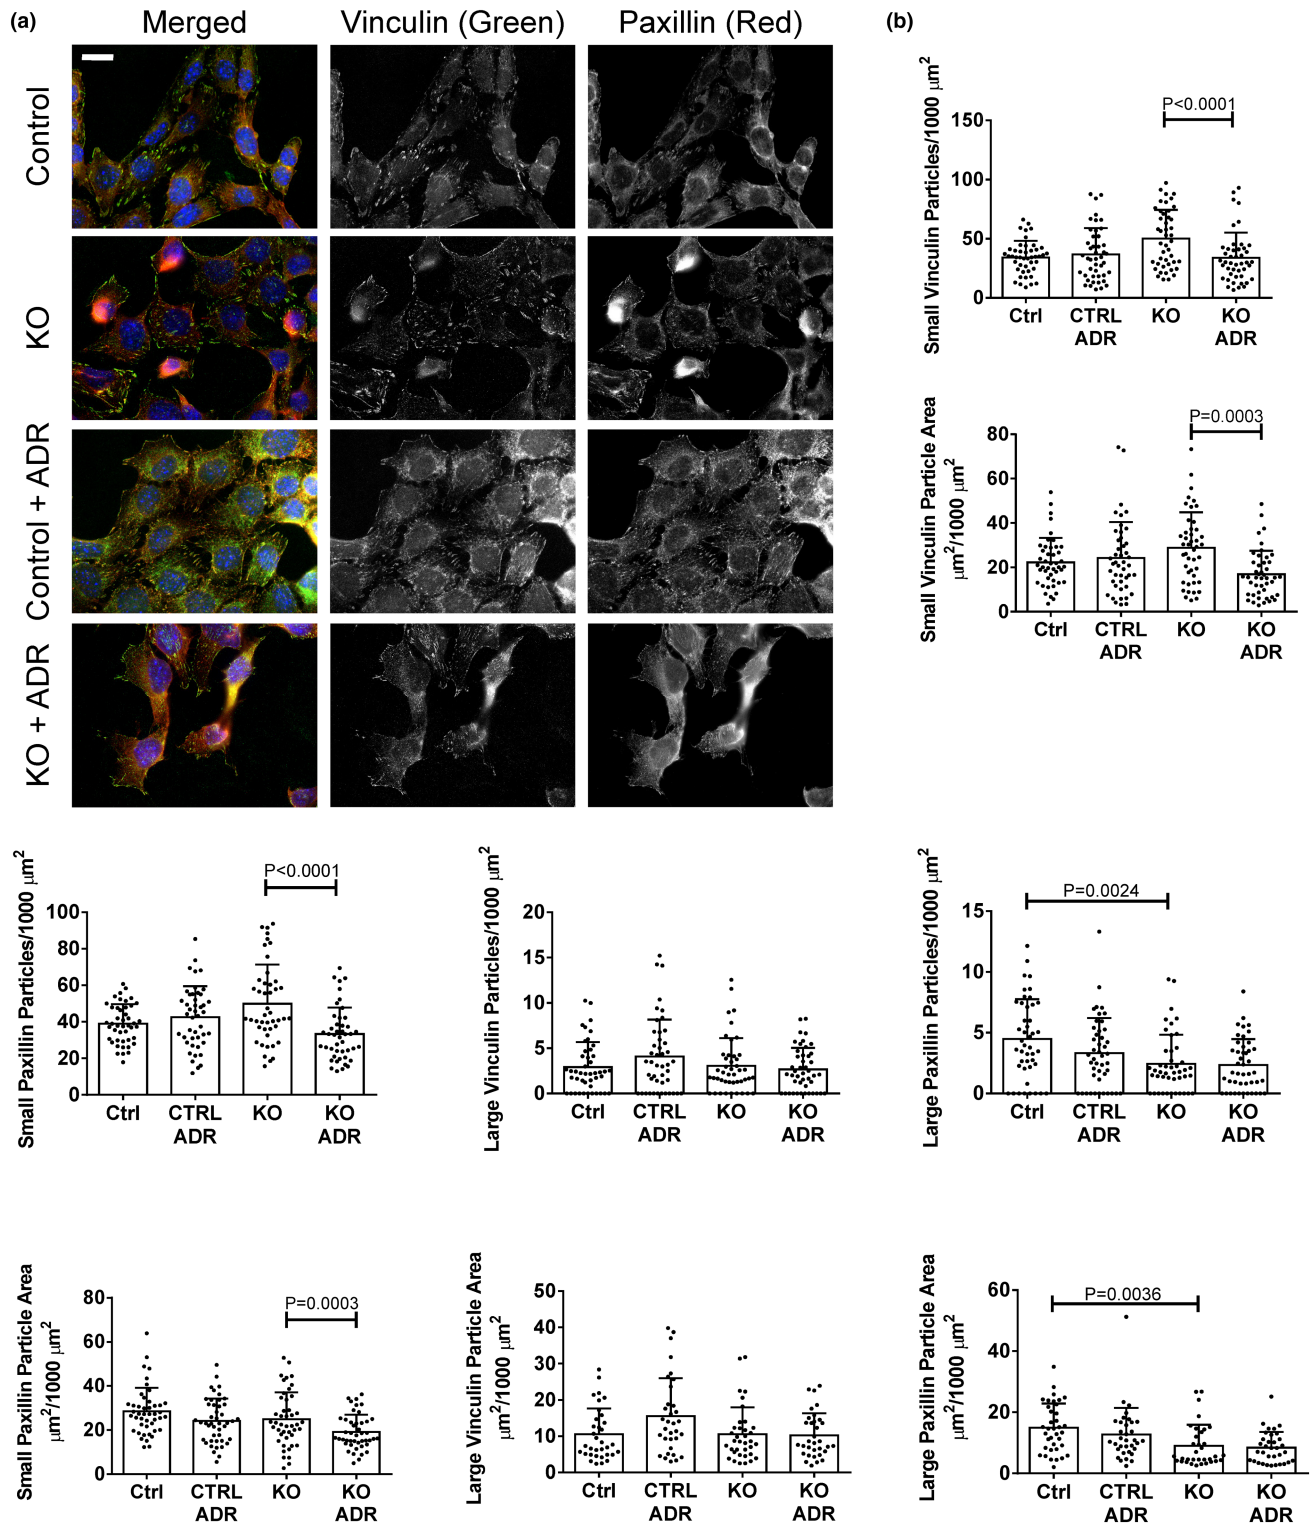 (a)
Merged
Vinculin (Green)
Paxillin (Red)
Control
KO
Control + ADR
KO + ADR
(b)
Small Vinculin Particles/1000 µm²
P<0.0001
150
100
50
0
Ctrl
CTRL
ADR
KO
KO
ADR
Small Vinculin Particle Area
µm²/1000 µm²
P=0.0003
80
60
40
20
0
Ctrl
CTRL
ADR
KO
KO
ADR
Small Paxillin Particles/1000 µm²
P<0.0001
100
80
60
40
20
0
Ctrl
CTRL
ADR
KO
KO
ADR
Large Vinculin Particles/1000 µm²
20
15
10
5
0
Ctrl
CTRL
ADR
KO
KO
ADR
Large Paxillin Particles/1000 µm²
P=0.0024
15
10
5
0
Ctrl
CTRL
ADR
KO
KO
ADR
Small Paxillin Particle Area
µm²/1000 µm²
P=0.0003
80
60
40
20
0
Ctrl
CTRL
ADR
KO
KO
ADR
Large Vinculin Particle Area
µm²/1000 µm²
50
40
30
20
10
0
Ctrl
CTRL
ADR
KO
KO
ADR
Large Paxillin Particle Area
µm²/1000 µm²
P=0.0036
60
40
20
0
Ctrl
CTRL
ADR
KO
KO
ADR